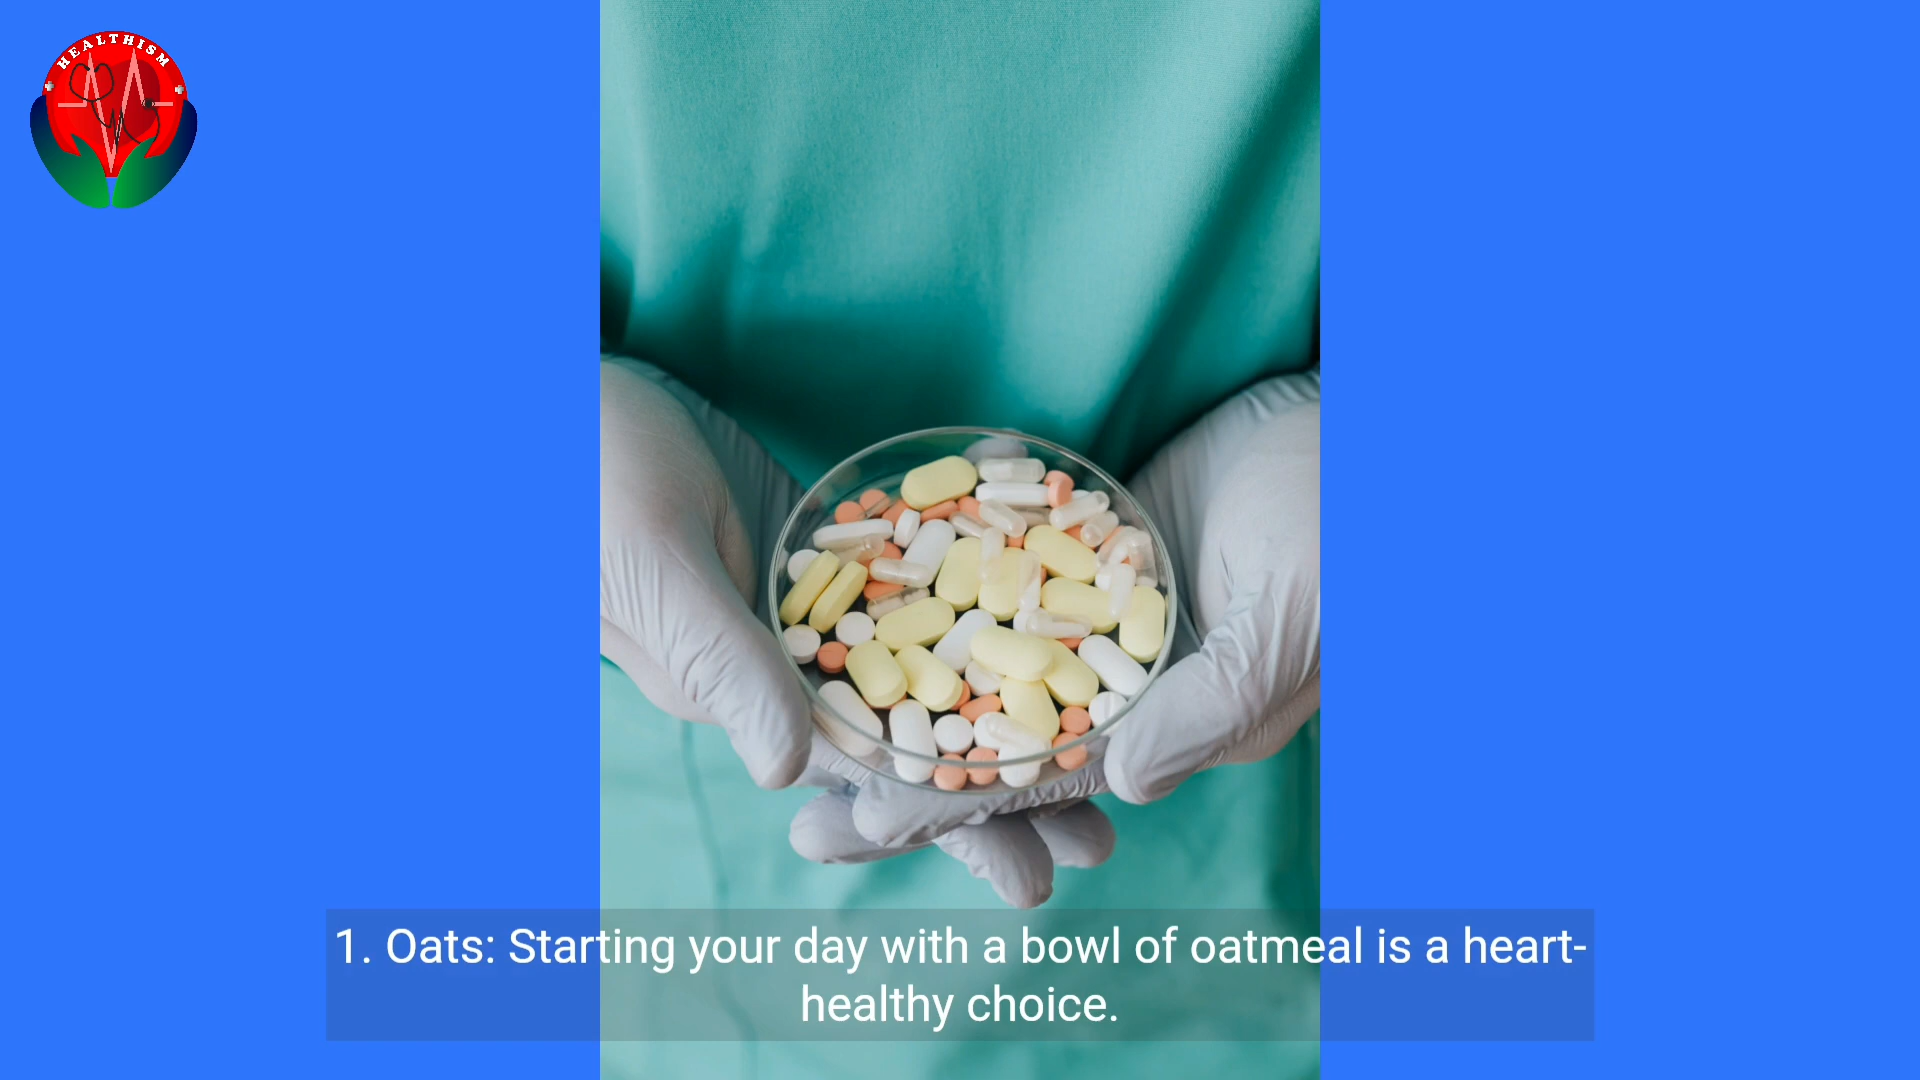 HEALTHISM
1. Oats: Starting your day with a bowl of oatmeal is a heart-
healthy choice.